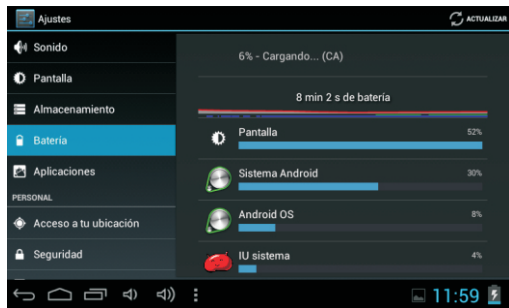 Ajustes
ACTUALIZAR
Sonido
Pantalla
Almacenamiento
Batería
Aplicaciones
PERSONAL
Acceso a tu ubicación
Seguridad
6% - Cargando... (CA)
8 min 2 s de batería
Pantalla 52%
Sistema Android 30%
Android OS 8%
IU sistema 4%
11:59